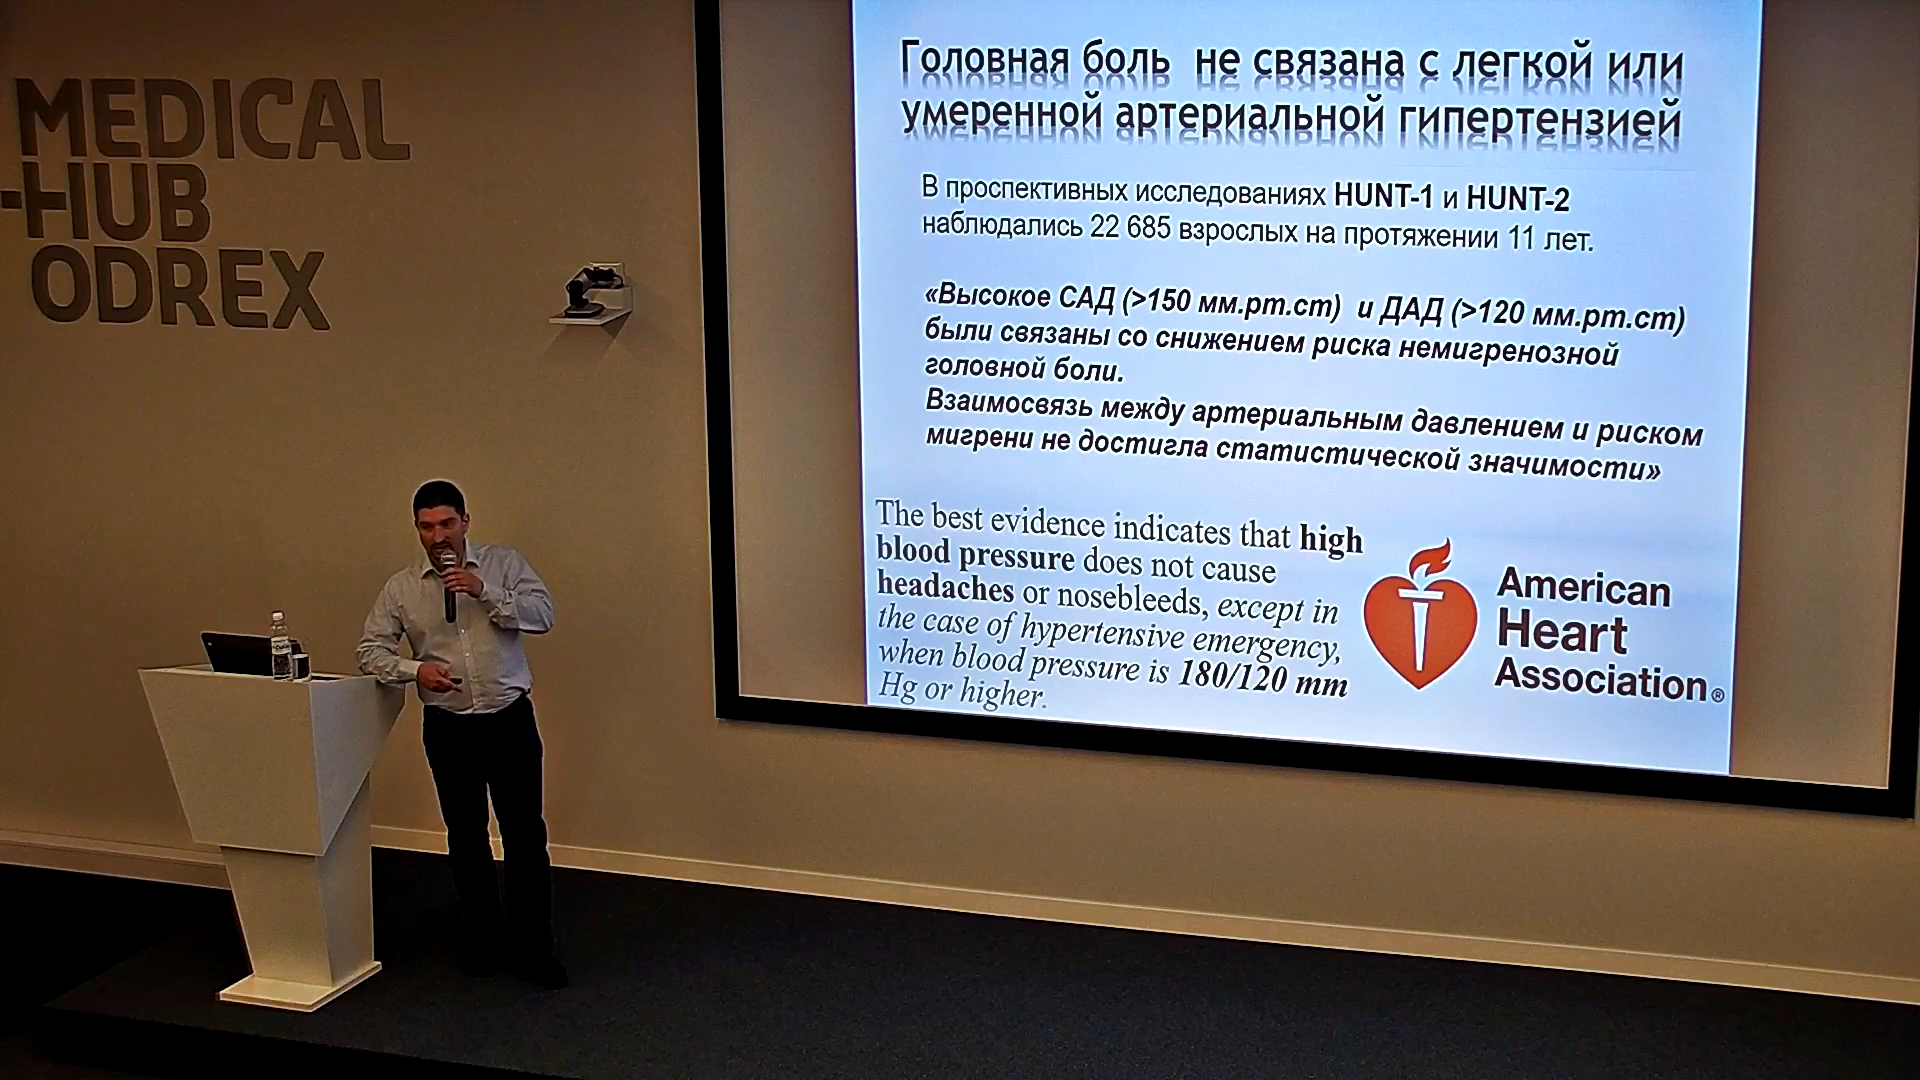 MEDICAL
HUB
ODREX
Головная боль не связана с легкой или
умеренной артериальной гипертензией
В проспективных исследованиях HUNT-1 и HUNT-2
наблюдались 22 685 взрослых на протяжении 11 лет.
«Высокое САД (>150 мм.рт.ст) и ДАД (>120 мм.рт.ст)
были связаны со снижением риска немигренозной
головной боли.
Взаимосвязь между артериальным давлением и риском
мигрени не достигла статистической значимости»
The best evidence indicates that high
blood pressure does not cause
headaches or nosebleeds, except in
the case of hypertensive emergency,
when blood pressure is 180/120 mm
Hg or higher.
American
Heart
Association®